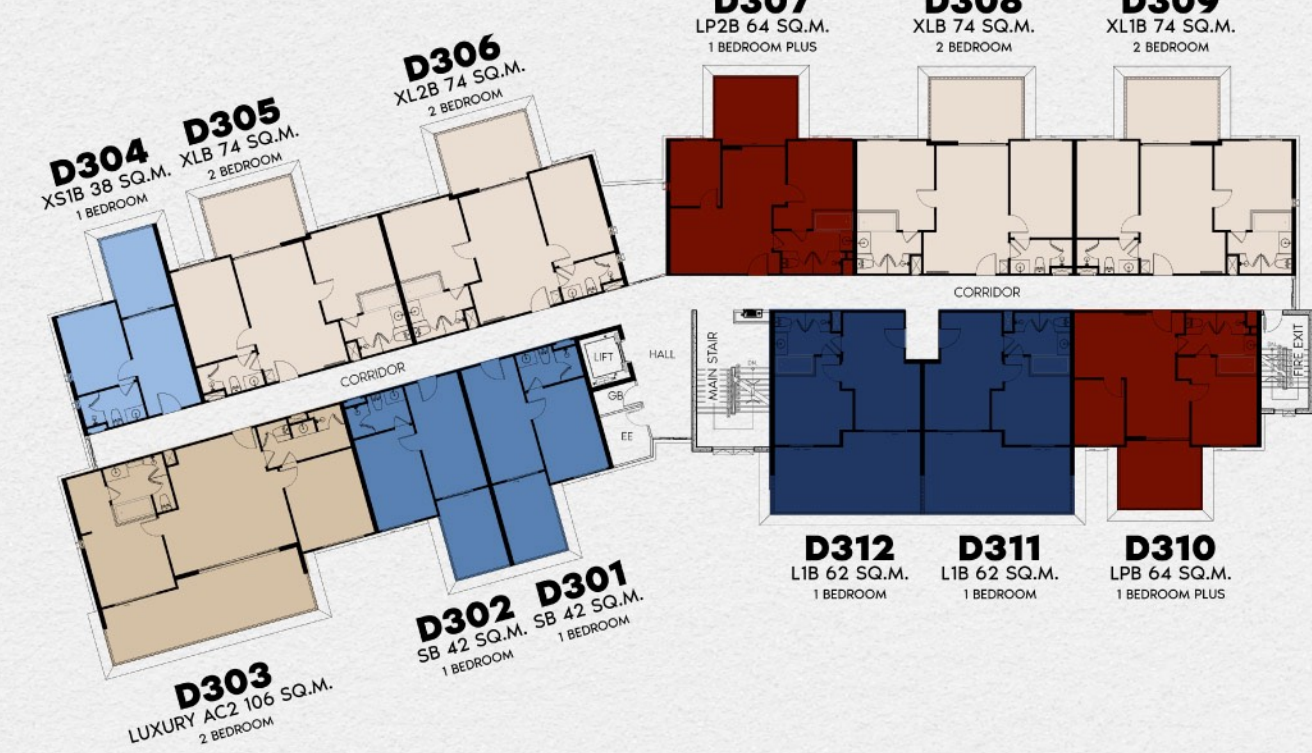 D307
LP2B 64 SQ.M.
1 BEDROOM PLUS
D308
XLB 74 SQ.M.
2 BEDROOM
D309
XL1B 74 SQ.M.
2 BEDROOM
D306
XL2B 74 SQ.M.
2 BEDROOM
D305
XLB 74 SQ.M.
2 BEDROOM
D304
XS1B 38 SQ.M.
1 BEDROOM
CORRIDOR
CORRIDOR
LIFT
HALL
MAIN STAIR
DN
GB
EE
DN
FIRE EXIT
D312
L1B 62 SQ.M.
1 BEDROOM
D311
L1B 62 SQ.M.
1 BEDROOM
D310
LPB 64 SQ.M.
1 BEDROOM PLUS
D302
SB 42 SQ.M.
1 BEDROOM
D301
SB 42 SQ.M.
1 BEDROOM
D303
LUXURY AC2 106 SQ.M.
2 BEDROOM